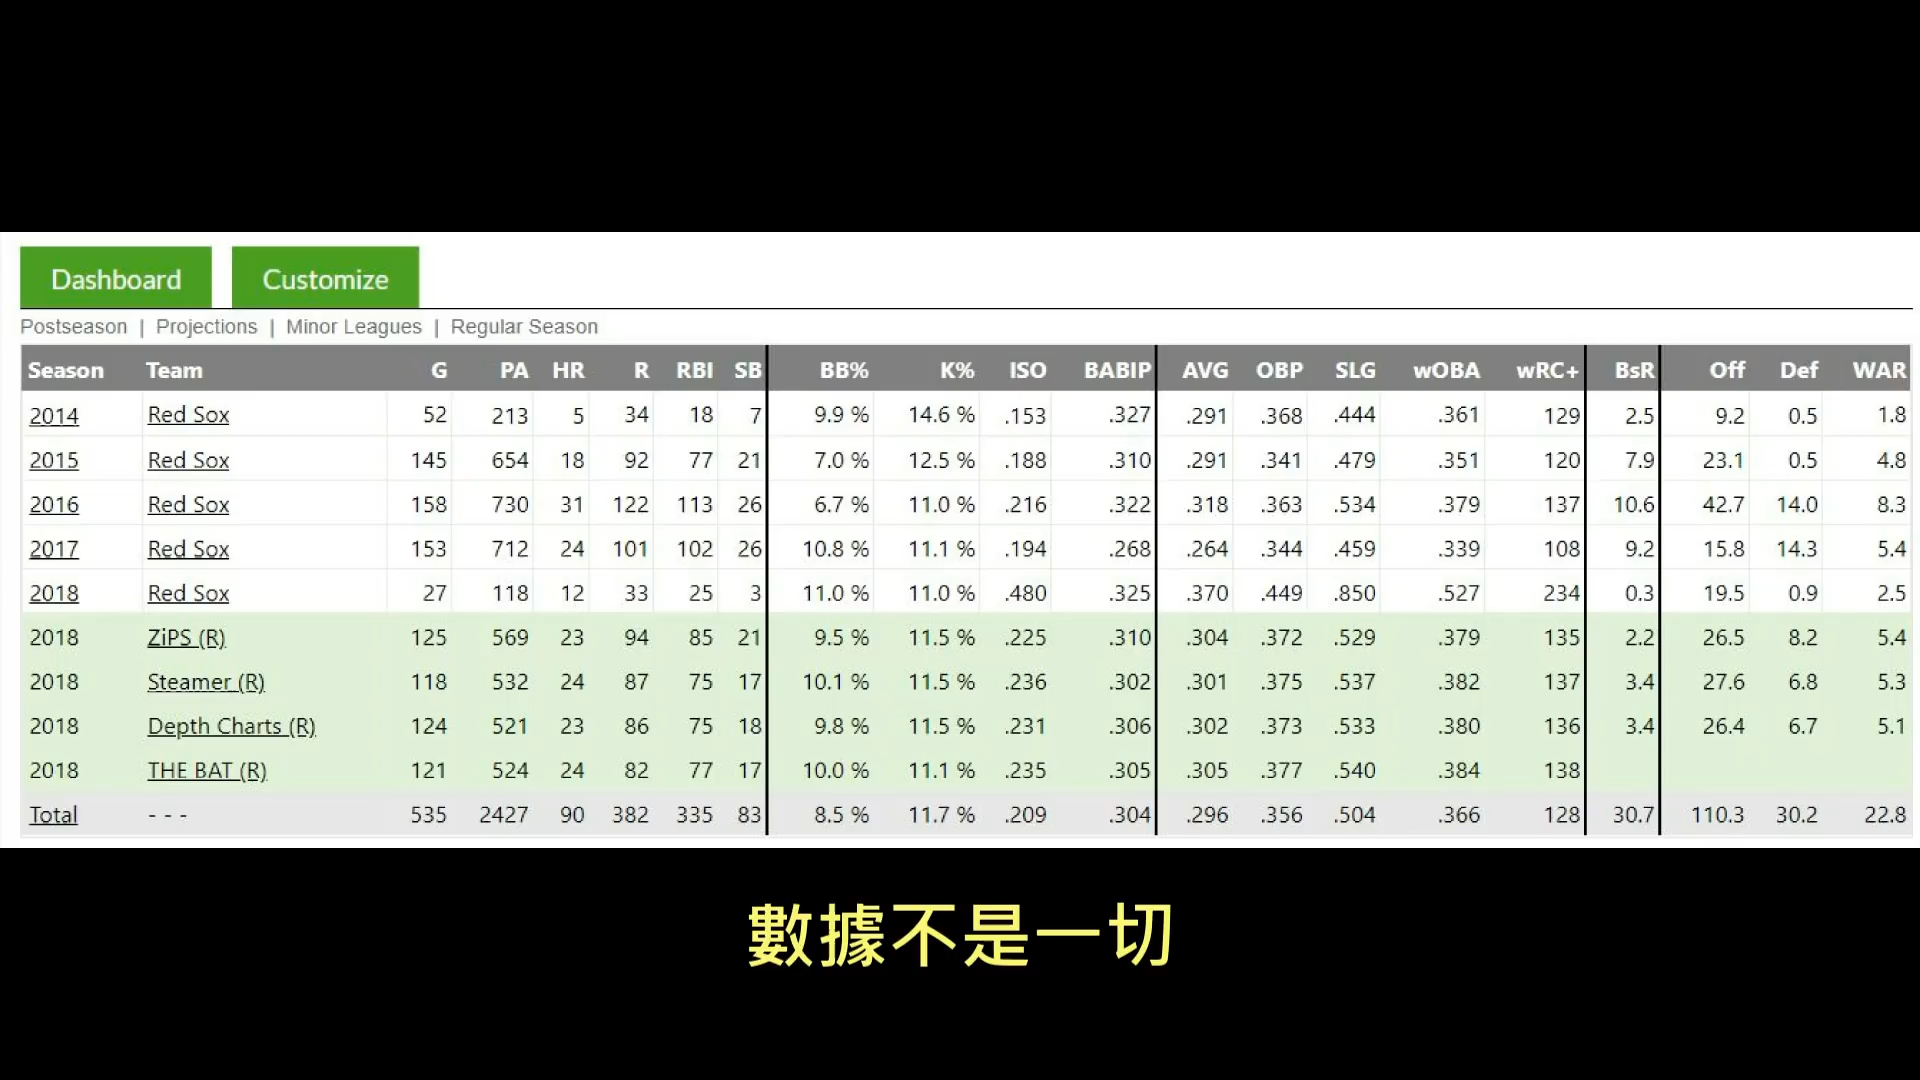 Dashboard Customize
Postseason | Projections | Minor Leagues | Regular Season
Season Team G PA HR R RBI SB BB% K% ISO BABIP AVG OBP SLG wOBA wRC+ BsR Off Def WAR
2014 Red Sox 52 213 5 34 18 7 9.9 % 14.6 % .153 .327 .291 .368 .444 .361 129 2.5 9.2 0.5 1.8
2015 Red Sox 145 654 18 92 77 21 7.0 % 12.5 % .188 .310 .291 .341 .479 .351 120 7.9 23.1 0.5 4.8
2016 Red Sox 158 730 31 122 113 26 6.7 % 11.0 % .216 .322 .318 .363 .534 .379 137 10.6 42.7 14.0 8.3
2017 Red Sox 153 712 24 101 102 26 10.8 % 11.1 % .194 .268 .264 .344 .459 .339 108 9.2 15.8 14.3 5.4
2018 Red Sox 27 118 12 33 25 3 11.0 % 11.0 % .480 .325 .370 .449 .850 .527 234 0.3 19.5 0.9 2.5
2018 ZiPS (R) 125 569 23 94 85 21 9.5 % 11.5 % .225 .310 .304 .372 .529 .379 135 2.2 26.5 8.2 5.4
2018 Steamer (R) 118 532 24 87 75 17 10.1 % 11.5 % .236 .302 .301 .375 .537 .382 137 3.4 27.6 6.8 5.3
2018 Depth Charts (R) 124 521 23 86 75 18 9.8 % 11.5 % .231 .306 .302 .373 .533 .380 136 3.4 26.4 6.7 5.1
2018 THE BAT (R) 121 524 24 82 77 17 10.0 % 11.1 % .235 .305 .305 .377 .540 .384 138
Total - - - 535 2427 90 382 335 83 8.5 % 11.7 % .209 .304 .296 .356 .504 .366 128 30.7 110.3 30.2 22.8
數據不是一切